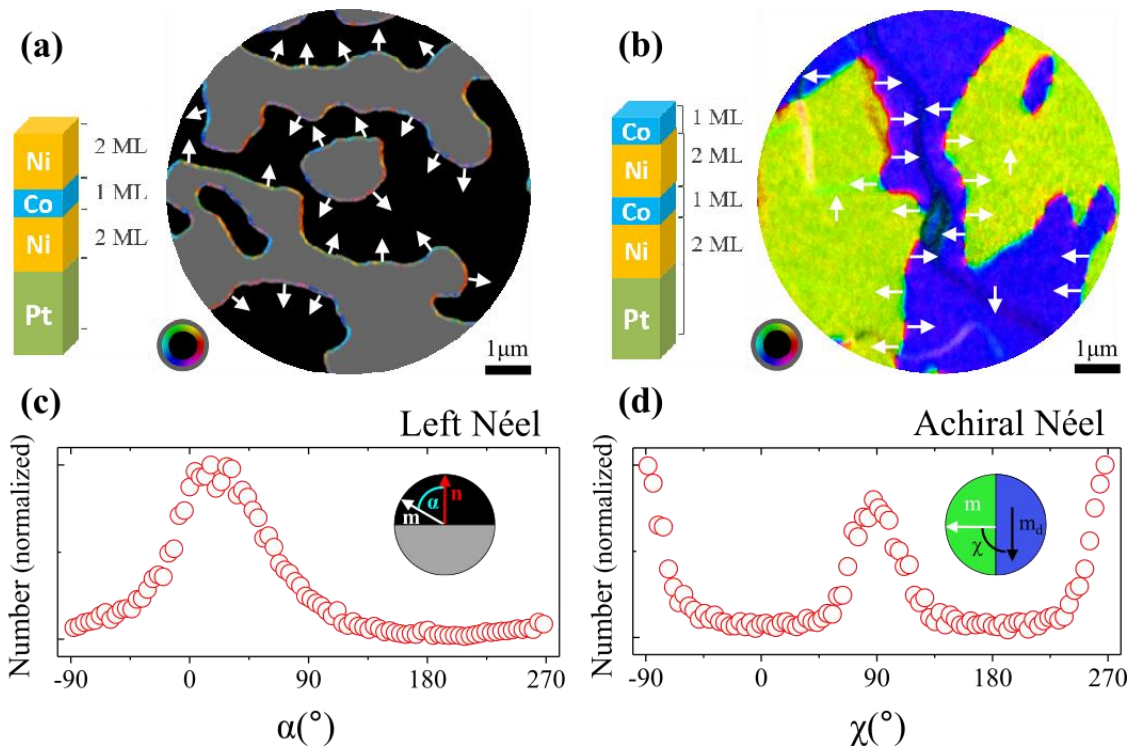 (a)
Ni
2 ML
Co
1 ML
Ni
2 ML
Pt
1μm
(b)
Co
1 ML
Ni
2 ML
Co
1 ML
Ni
2 ML
Pt
1μm
(c)
Left Néel
Number (normalized)
n
α
m
-90
0
90
180
270
α(°)
(d)
Achiral Néel
Number (normalized)
m
m_d
χ
-90
0
90
180
270
χ(°)